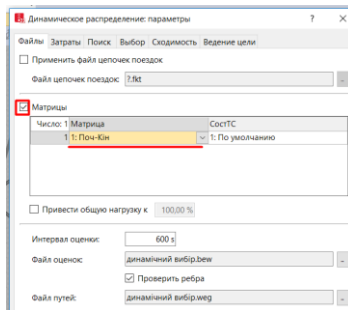 Динамическое распределение: параметры ? ×
Файлы Затраты Поиск Выбор Сходимость Ведение цели
Применить файл цепочек поездок
Файл цепочек поездок: ?.fkt
Матрицы
Число: 1 Матрица СостТС
1 1: Поч-Кін 1: По умолчанию
Привести общую нагрузку к 100,00 %
Интервал оценки: 600 s
Файл оценок: динамічний вибір.bew
Проверить ребра
Файл путей: динамічний вибір.weg